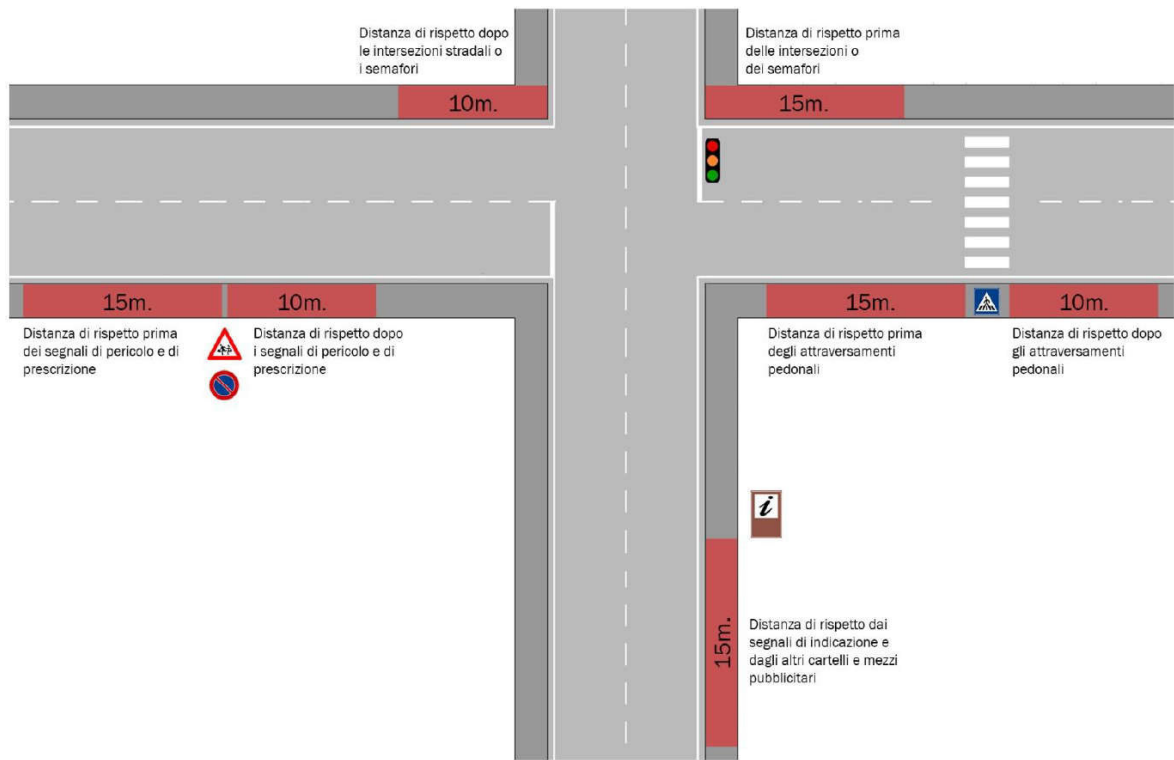 Distanza di rispetto dopo
le intersezioni stradali o
i semafori
10m.
Distanza di rispetto prima
delle intersezioni o
dei semafori
15m.
15m.
10m.
Distanza di rispetto prima
dei segnali di pericolo e di
prescrizione
Distanza di rispetto dopo
i segnali di pericolo e di
prescrizione
15m.
10m.
Distanza di rispetto prima
degli attraversamenti
pedonali
Distanza di rispetto dopo
gli attraversamenti
pedonali
i
15m.
Distanza di rispetto dai
segnali di indicazione e
dagli altri cartelli e mezzi
pubblicitari